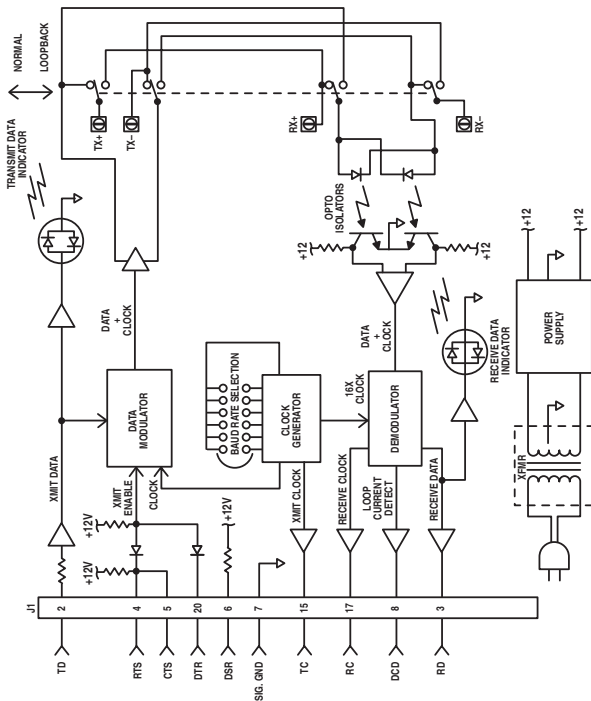 NORMAL
LOOPBACK
TX+
TX–
RX+
RX–
TRANSMIT DATA
INDICATOR
OPTO
ISOLATORS
+12
+12
DATA
+
CLOCK
DATA
+
CLOCK
RECEIVE DATA
INDICATOR
+12
+12
POWER
SUPPLY
XFMR
XMIT DATA
DATA
MODULATOR
XMIT
ENABLE
CLOCK
BAUD RATE SELECTION
CLOCK
GENERATOR
16X
CLOCK
DEMODULATOR
XMIT CLOCK
RECEIVE CLOCK
LOOP
CURRENT
DETECT
RECEIVE DATA
+12V
+12V
+12V
J1
TD 2
RTS 4
CTS 5
DTR 20
DSR 6
SIG. GND 7
TC 15
RC 17
DCD 8
RD 3